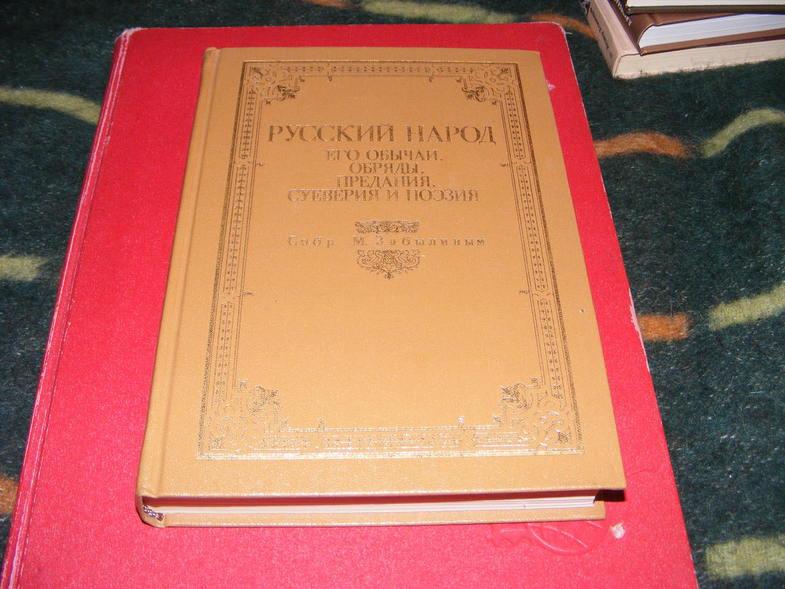 РУССКИЙ НАРОД
ЕГО ОБЫЧАИ,
ОБРЯДЫ,
ПРЕДАНИЯ,
СУЕВЕРИЯ И ПОЭЗИЯ
Собр. М. Забылиным